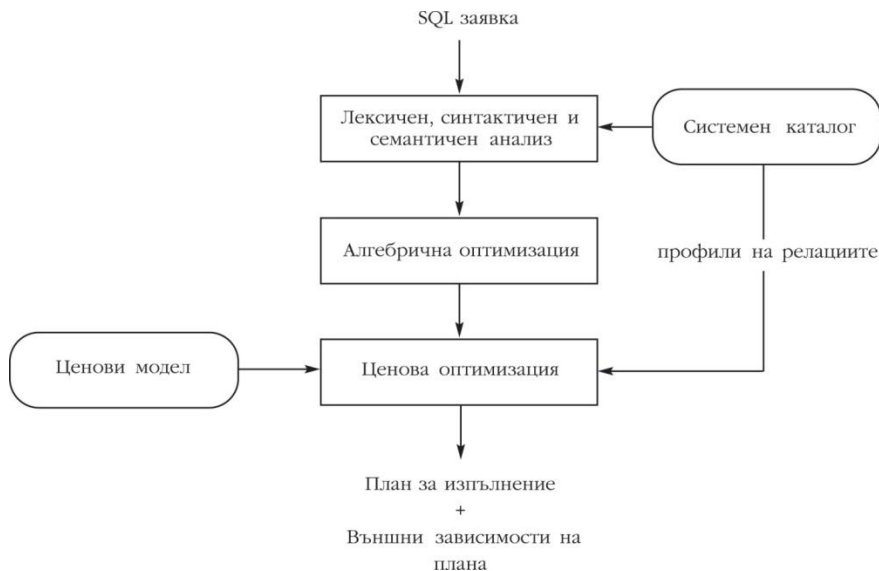 SQL заявка
Лексичен, синтактичен и
семантичен анализ
Системен каталог
Алгебрична оптимизация
профили на релациите
Ценови модел
Ценова оптимизация
План за изпълнение
+
Външни зависимости на
плана